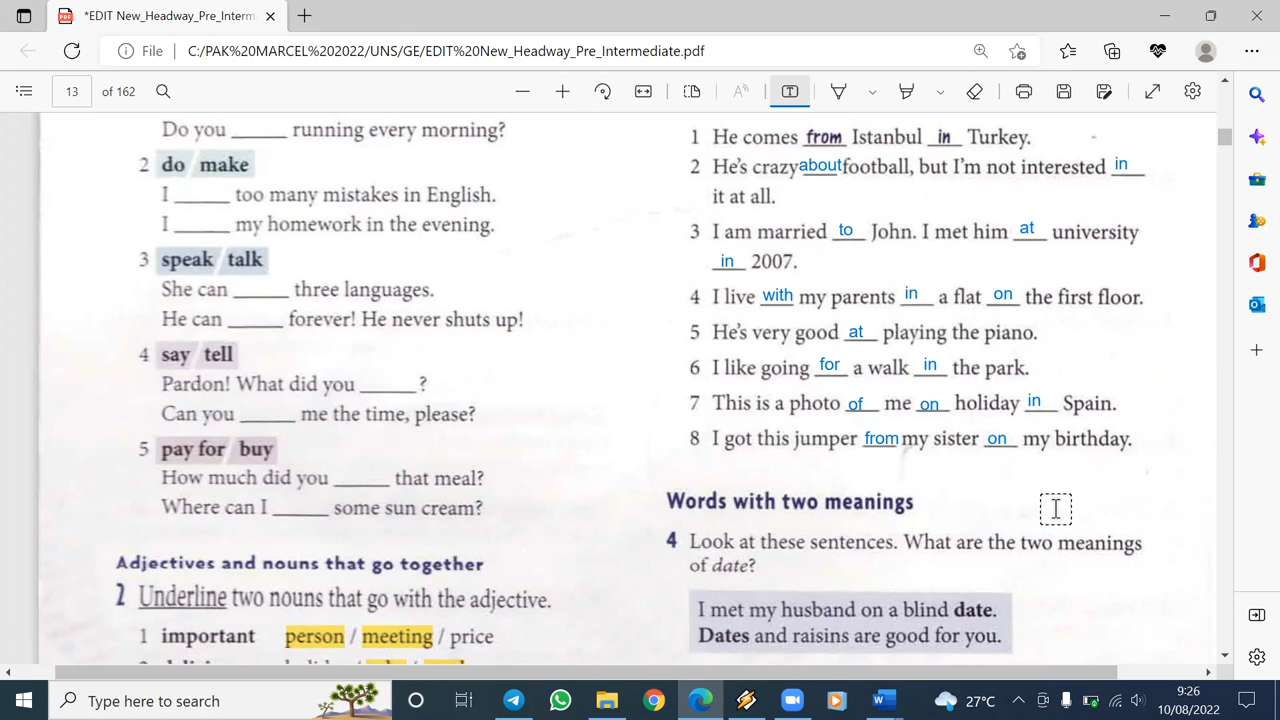 *EDIT New_Headway_Pre_Interm
File C:/PAK%20MARCEL%202022/UNS/GE/EDIT%20New_Headway_Pre_Intermediate.pdf
13 of 162
Do you ______ running every morning?
2 do / make
I ______ too many mistakes in English.
I ______ my homework in the evening.
3 speak / talk
She can ______ three languages.
He can ______ forever! He never shuts up!
4 say / tell
Pardon! What did you ______ ?
Can you ______ me the time, please?
5 pay for / buy
How much did you ______ that meal?
Where can I ______ some sun cream?
Adjectives and nouns that go together
2 Underline two nouns that go with the adjective.
1 important person / meeting / price
1 He comes from Istanbul in Turkey.
2 He's crazy about football, but I'm not interested in
it at all.
3 I am married to John. I met him at university
in 2007.
4 I live with my parents in a flat on the first floor.
5 He's very good at playing the piano.
6 I like going for a walk in the park.
7 This is a photo of me on holiday in Spain.
8 I got this jumper from my sister on my birthday.
Words with two meanings
4 Look at these sentences. What are the two meanings
of date?
I met my husband on a blind date.
Dates and raisins are good for you.
Type here to search
27°C
9:26
10/08/2022